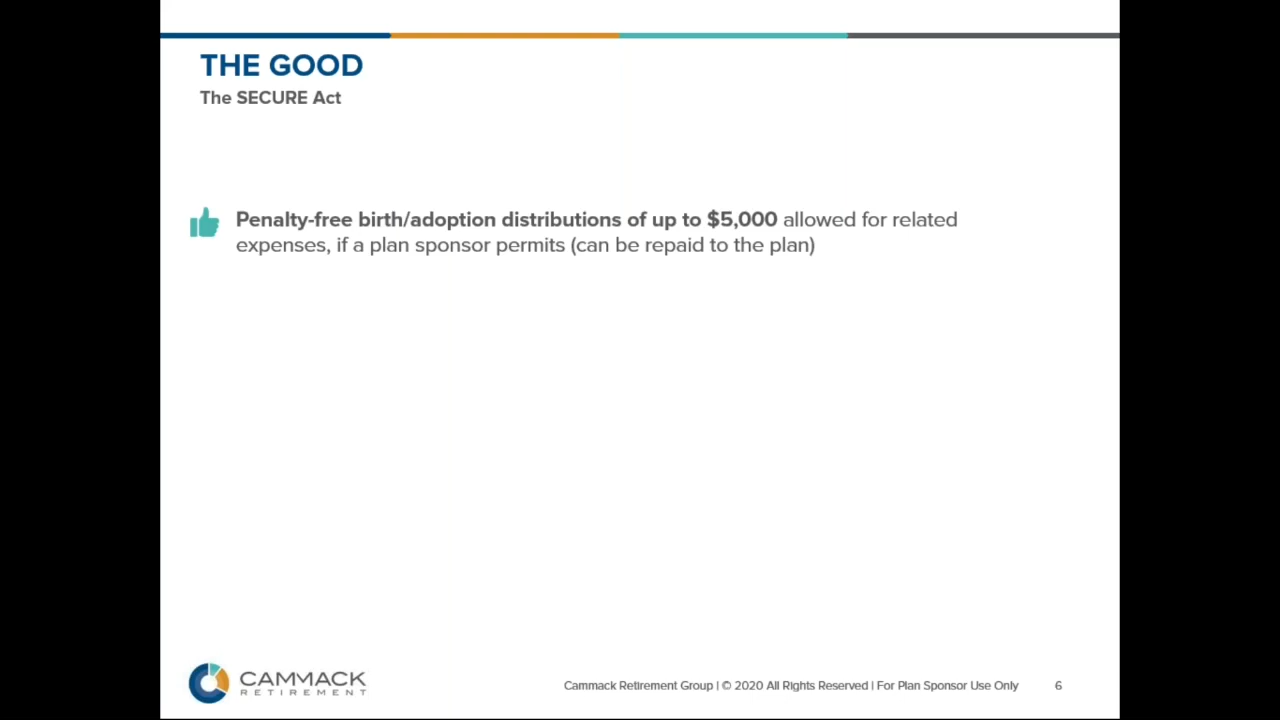 THE GOOD
The SECURE Act
Penalty-free birth/adoption distributions of up to $5,000 allowed for related
expenses, if a plan sponsor permits (can be repaid to the plan)
CAMMACK
RETIREMENT
Cammack Retirement Group | © 2020 All Rights Reserved | For Plan Sponsor Use Only 6